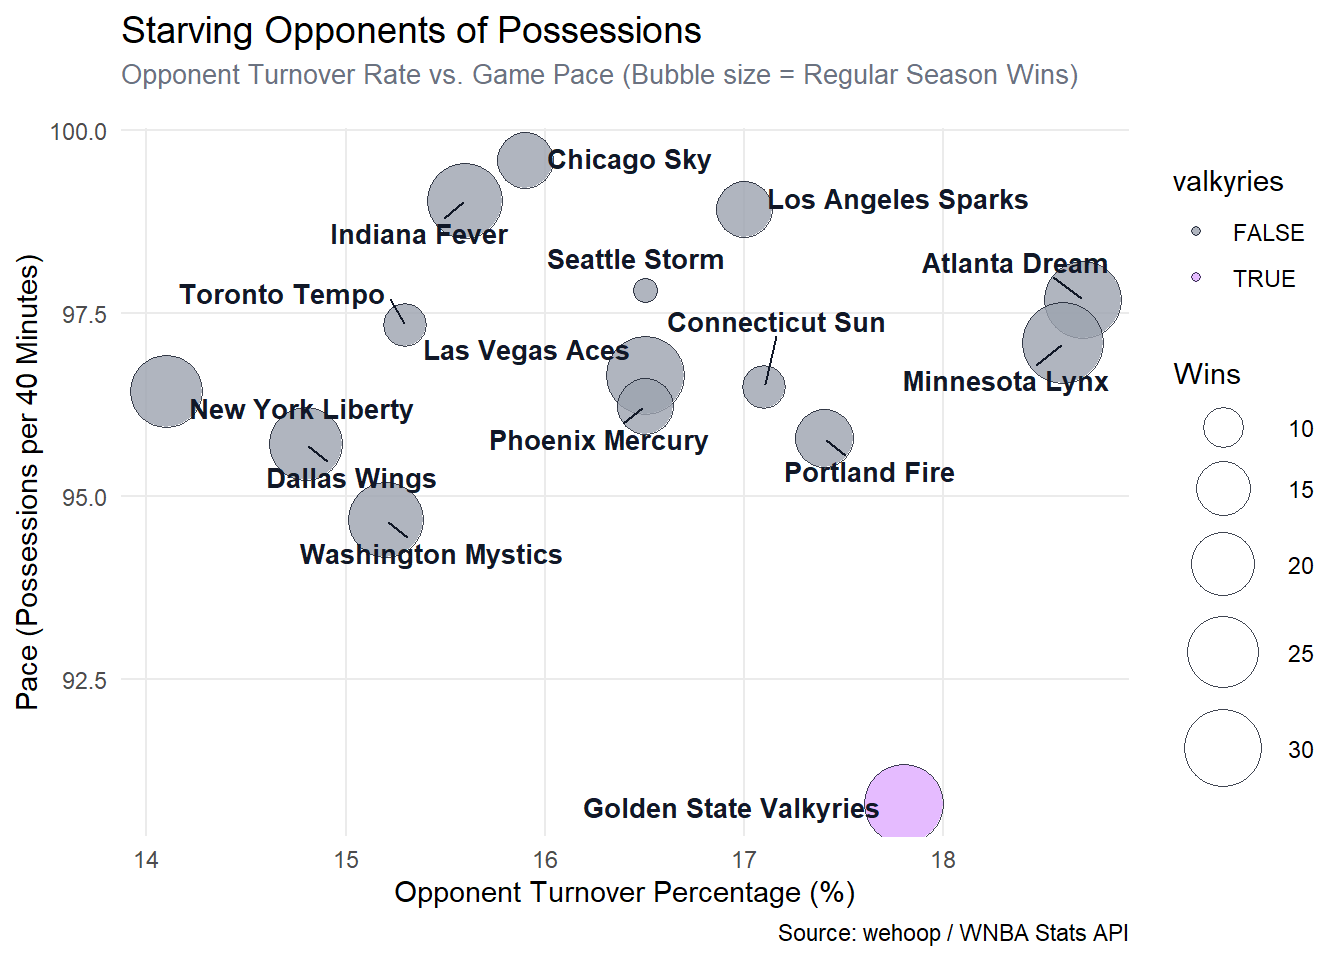 Starving Opponents of Possessions
Opponent Turnover Rate vs. Game Pace (Bubble size = Regular Season Wins)
Pace (Possessions per 40 Minutes)
100.0
97.5
95.0
92.5
Chicago Sky
Los Angeles Sparks
Indiana Fever
Seattle Storm
Atlanta Dream
Toronto Tempo
Connecticut Sun
Las Vegas Aces
Minnesota Lynx
New York Liberty
Phoenix Mercury
Portland Fire
Dallas Wings
Washington Mystics
Golden State Valkyries
14
15
16
17
18
Opponent Turnover Percentage (%)
valkyries
FALSE
TRUE
Wins
10
15
20
25
30
Source: wehoop / WNBA Stats API